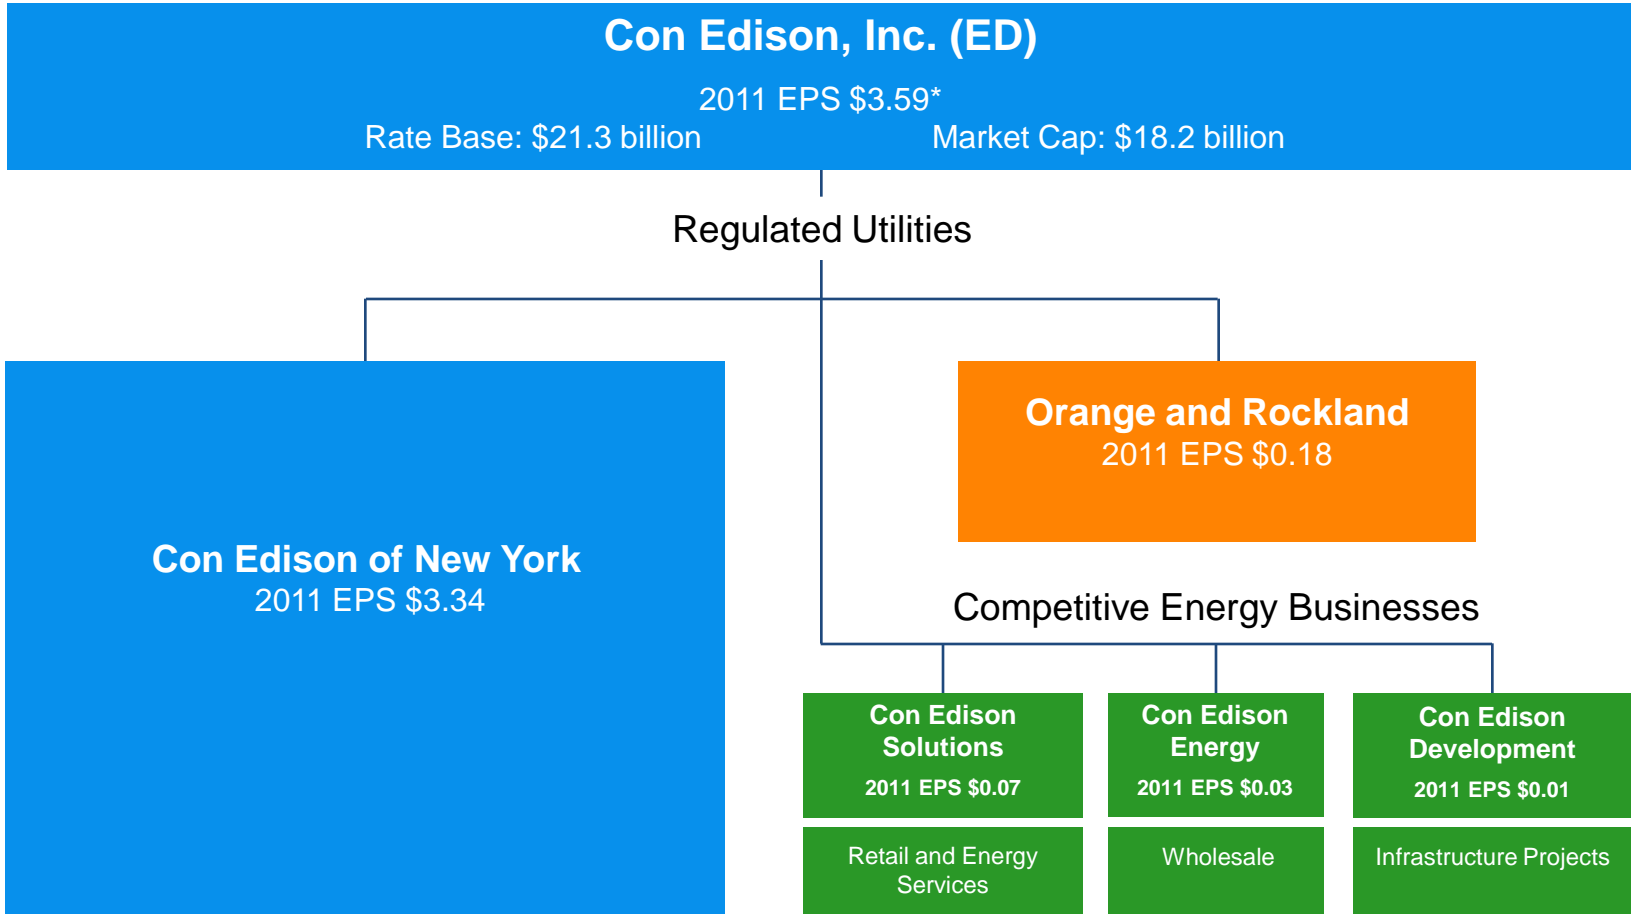 Con Edison, Inc. (ED)
2011 EPS $3.59*
Rate Base: $21.3 billion
Market Cap: $18.2 billion
Regulated Utilities
Con Edison of New York
2011 EPS $3.34
Orange and Rockland
2011 EPS $0.18
Competitive Energy Businesses
Con Edison
Solutions
2011 EPS $0.07
Retail and Energy
Services
Con Edison
Energy
2011 EPS $0.03
Wholesale
Con Edison
Development
2011 EPS $0.01
Infrastructure Projects